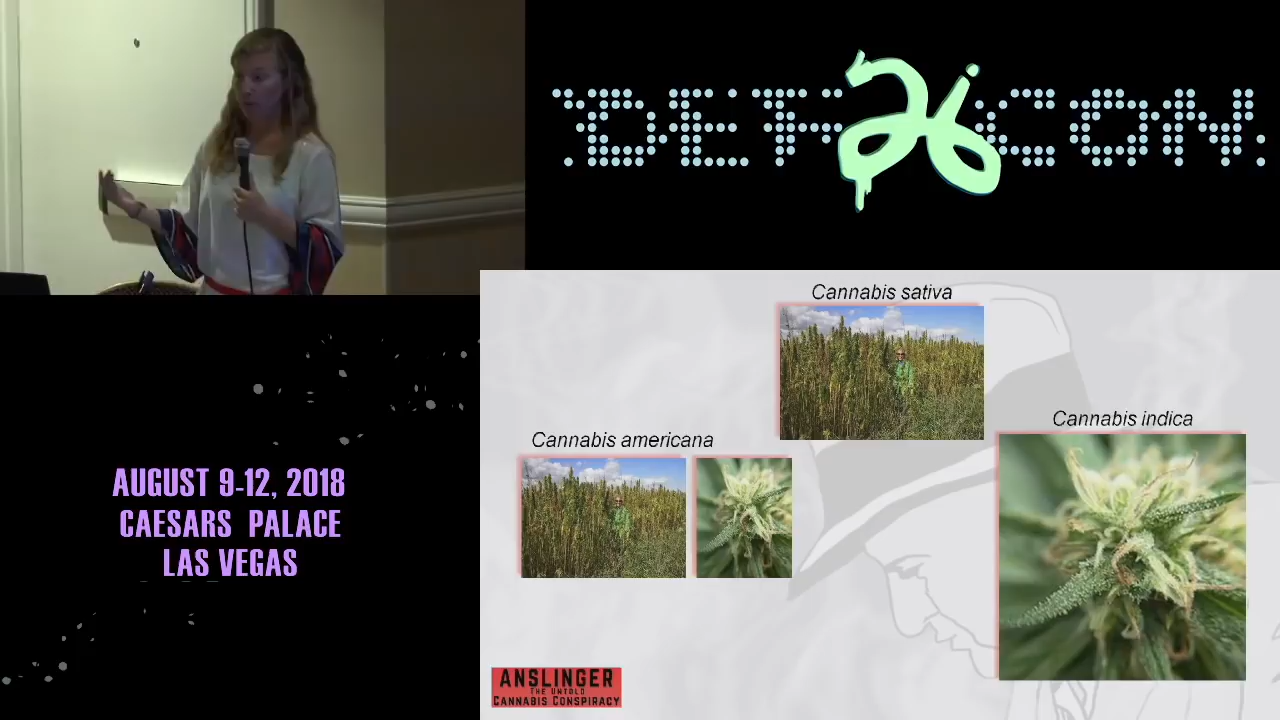 DEF 26 CON
Cannabis sativa
Cannabis indica
Cannabis americana
AUGUST 9-12, 2018
CAESARS PALACE
LAS VEGAS
ANSLINGER
THE UNTOLD
CANNABIS CONSPIRACY